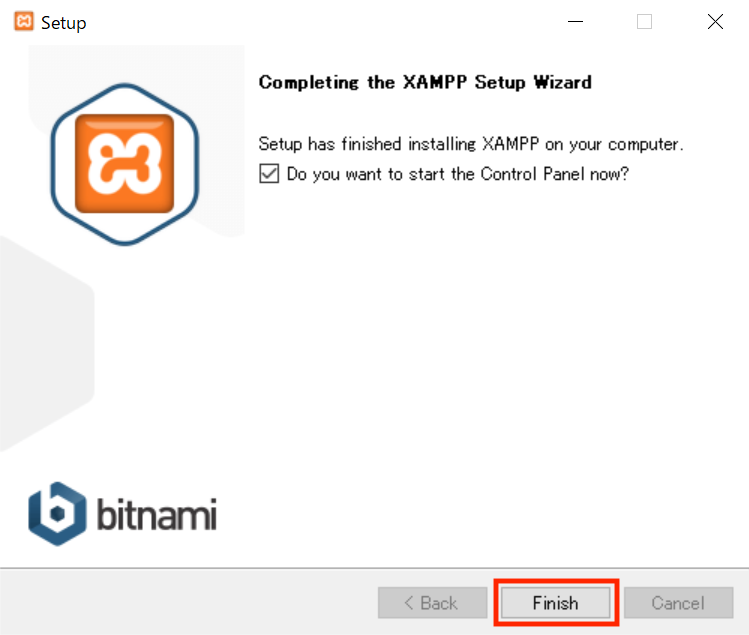 Setup
Completing the XAMPP Setup Wizard
Setup has finished installing XAMPP on your computer.
Do you want to start the Control Panel now?
bitnami
< Back
Finish
Cancel